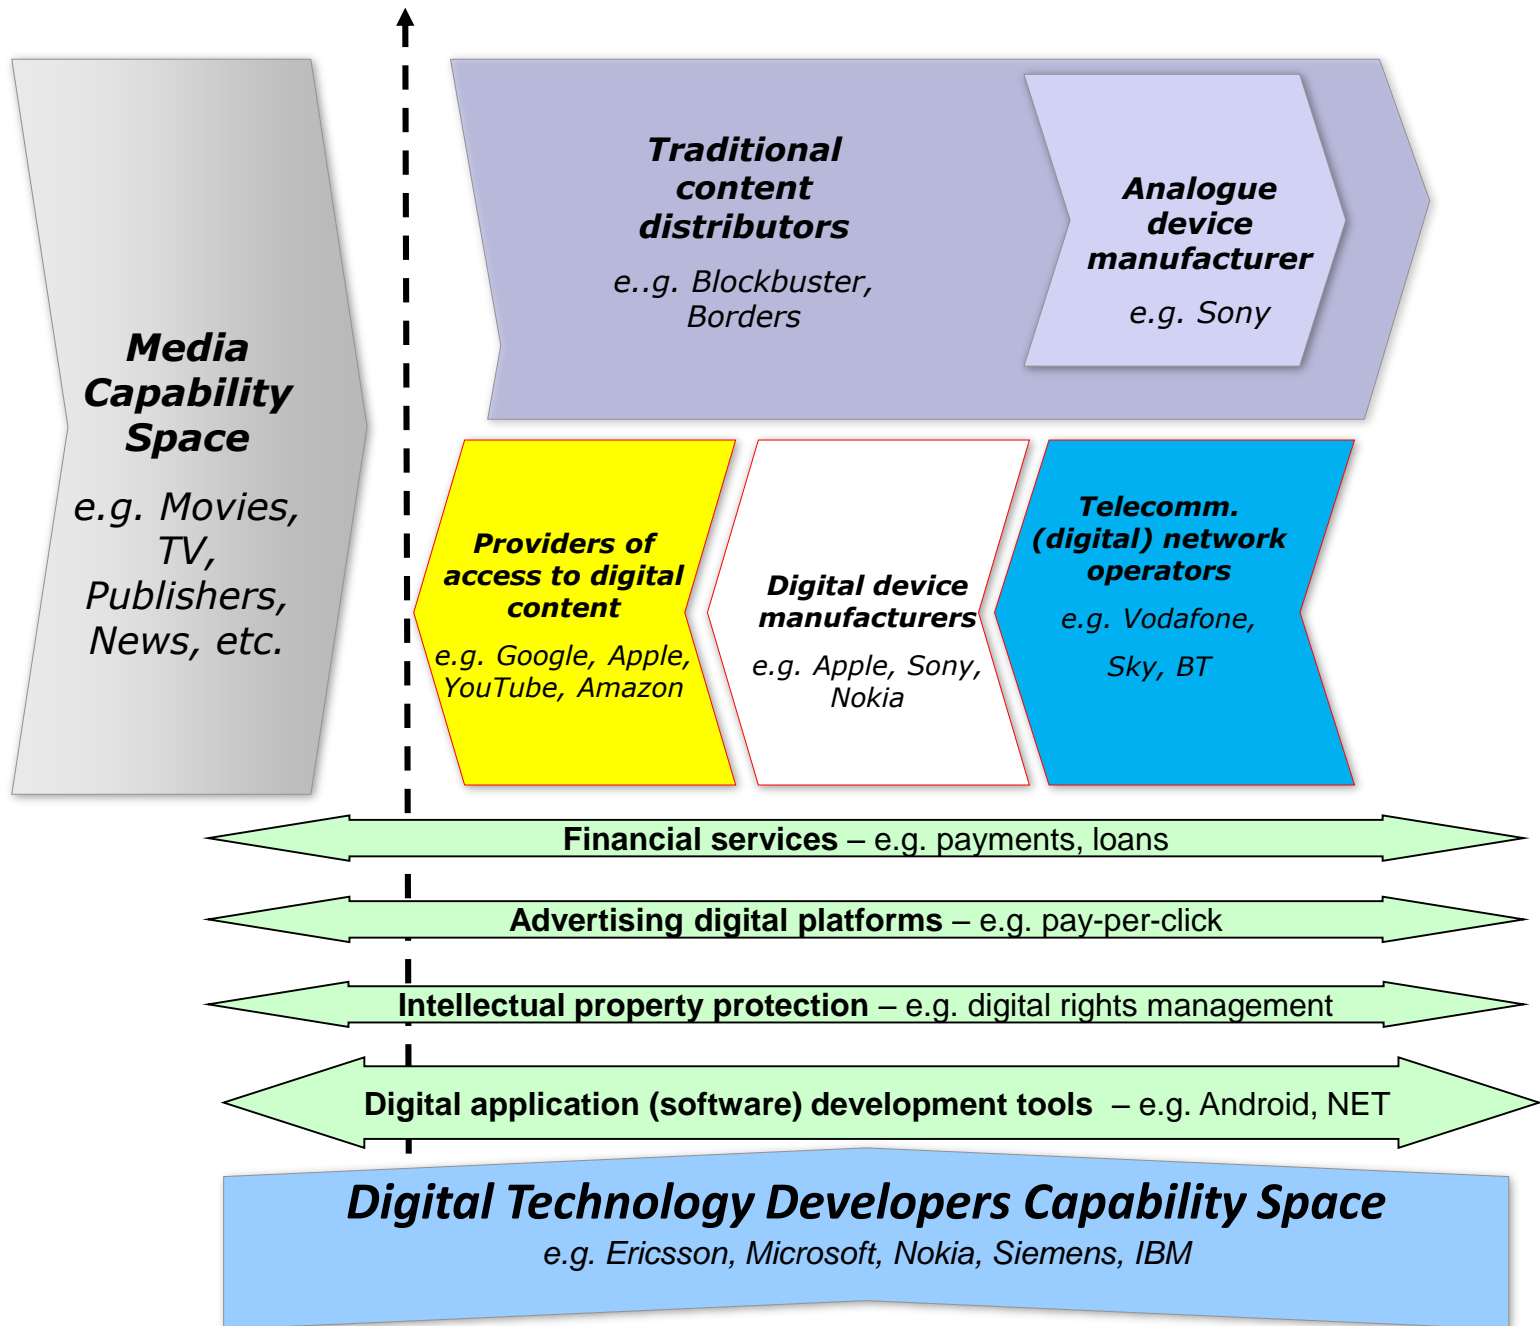 Media
Capability
Space
e.g. Movies,
TV,
Publishers,
News, etc.
Traditional
content
distributors
e..g. Blockbuster,
Borders
Analogue
device
manufacturer
e.g. Sony
Providers of
access to digital
content
e.g. Google, Apple,
YouTube, Amazon
Digital device
manufacturers
e.g. Apple, Sony,
Nokia
Telecomm.
(digital) network
operators
e.g. Vodafone,
Sky, BT
Financial services – e.g. payments, loans
Advertising digital platforms – e.g. pay-per-click
Intellectual property protection – e.g. digital rights management
Digital application (software) development tools – e.g. Android, NET
Digital Technology Developers Capability Space
e.g. Ericsson, Microsoft, Nokia, Siemens, IBM